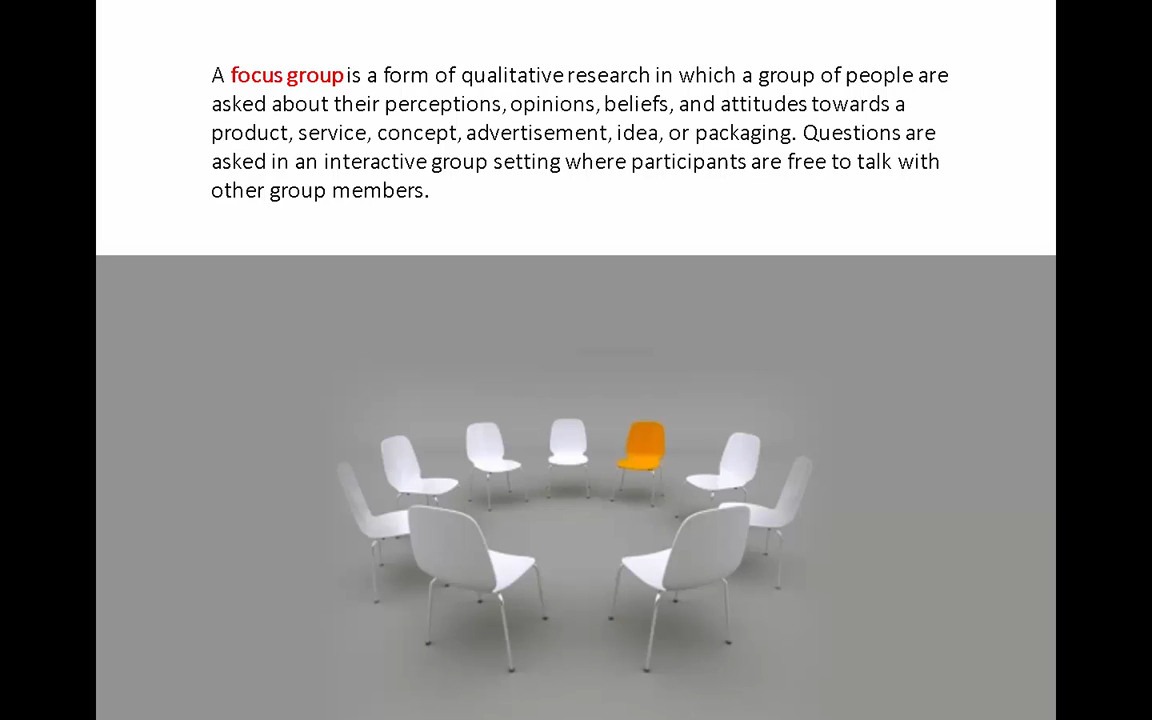 A focus group is a form of qualitative research in which a group of people are
asked about their perceptions, opinions, beliefs, and attitudes towards a
product, service, concept, advertisement, idea, or packaging. Questions are
asked in an interactive group setting where participants are free to talk with
other group members.